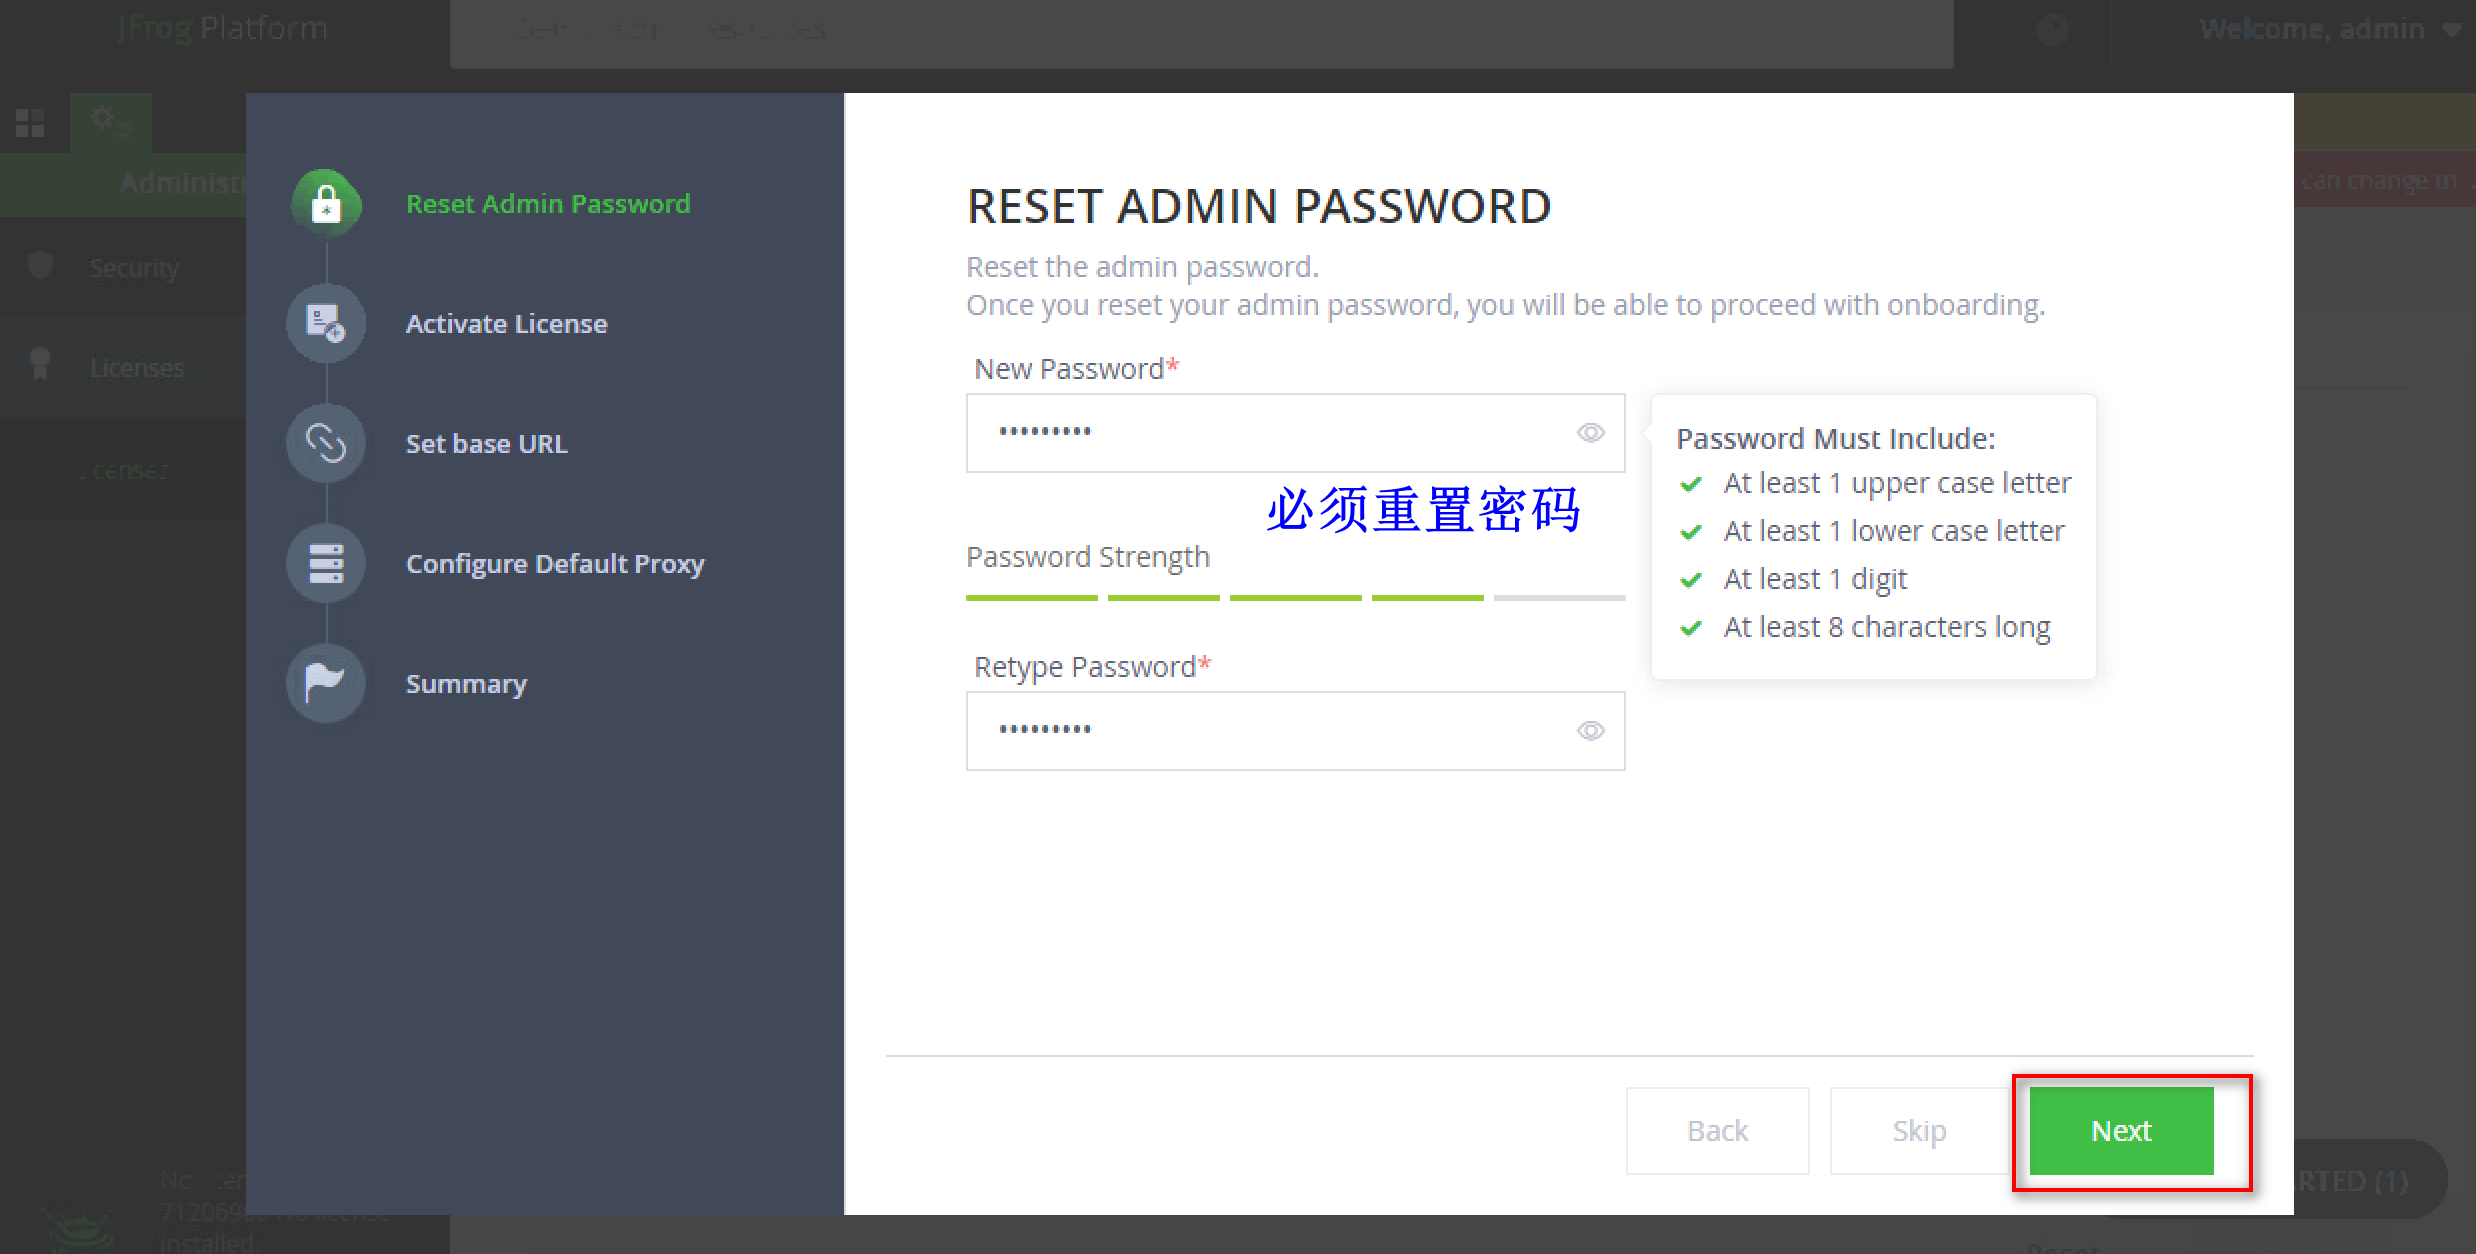 JFrog Platform
Welcome, admin
Administr
can change
Security
Licenses
Reset Admin Password
Activate License
Set base URL
Configure Default Proxy
Summary
RESET ADMIN PASSWORD
Reset the admin password.
Once you reset your admin password, you will be able to proceed with onboarding.
New Password*
•••••••••
必须重置密码
Password Must Include:
At least 1 upper case letter
At least 1 lower case letter
At least 1 digit
At least 8 characters long
Password Strength
Retype Password*
•••••••••
Back
Skip
Next
RTED (1)
installed.